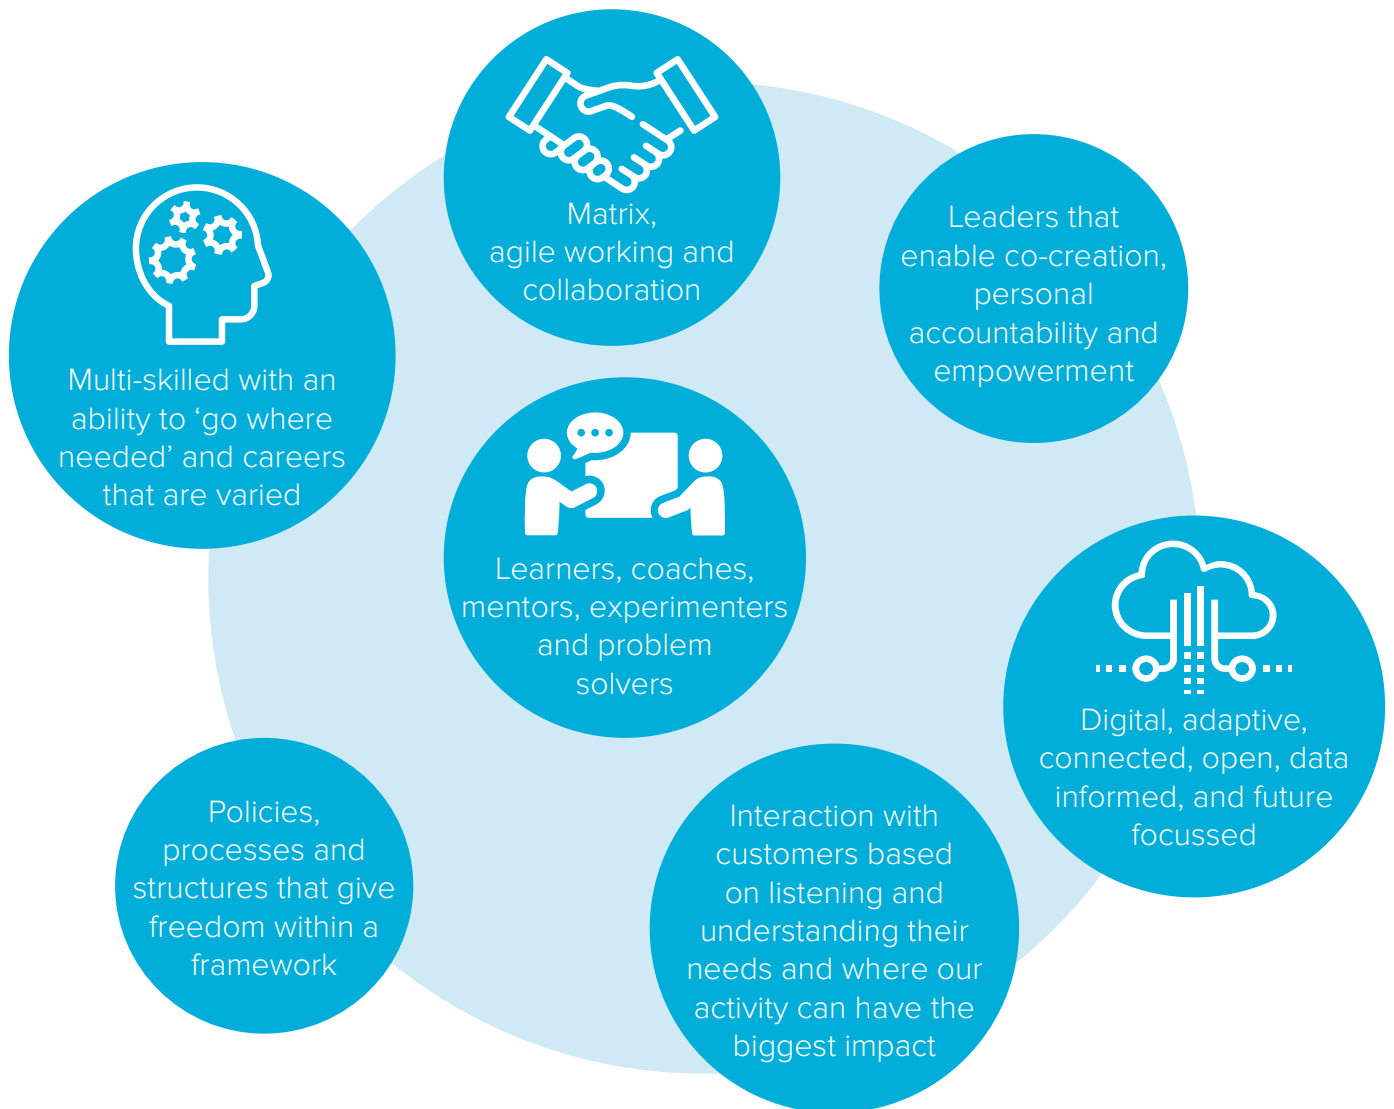 Matrix,
agile working and
collaboration
Leaders that
enable co-creation,
personal
accountability and
empowerment
Multi-skilled with an
ability to ‘go where
needed’ and careers
that are varied
Learners, coaches,
mentors, experimenters
and problem
solvers
Digital, adaptive,
connected, open, data
informed, and future
focussed
Policies,
processes and
structures that give
freedom within a
framework
Interaction with
customers based
on listening and
understanding their
needs and where our
activity can have the
biggest impact